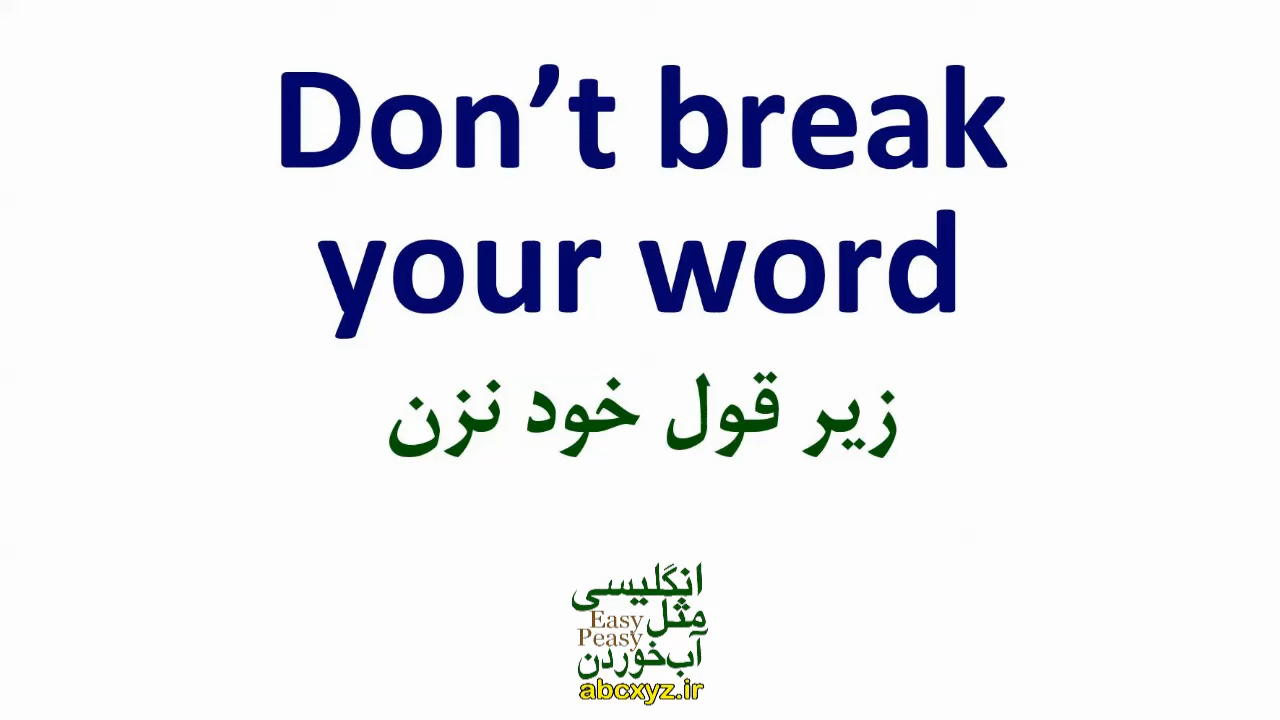 Don’t break
your word
زیر قول خود نزن
انگلیسی
مثل Easy
Peasy
آب‌خوردن
abcxyz.ir